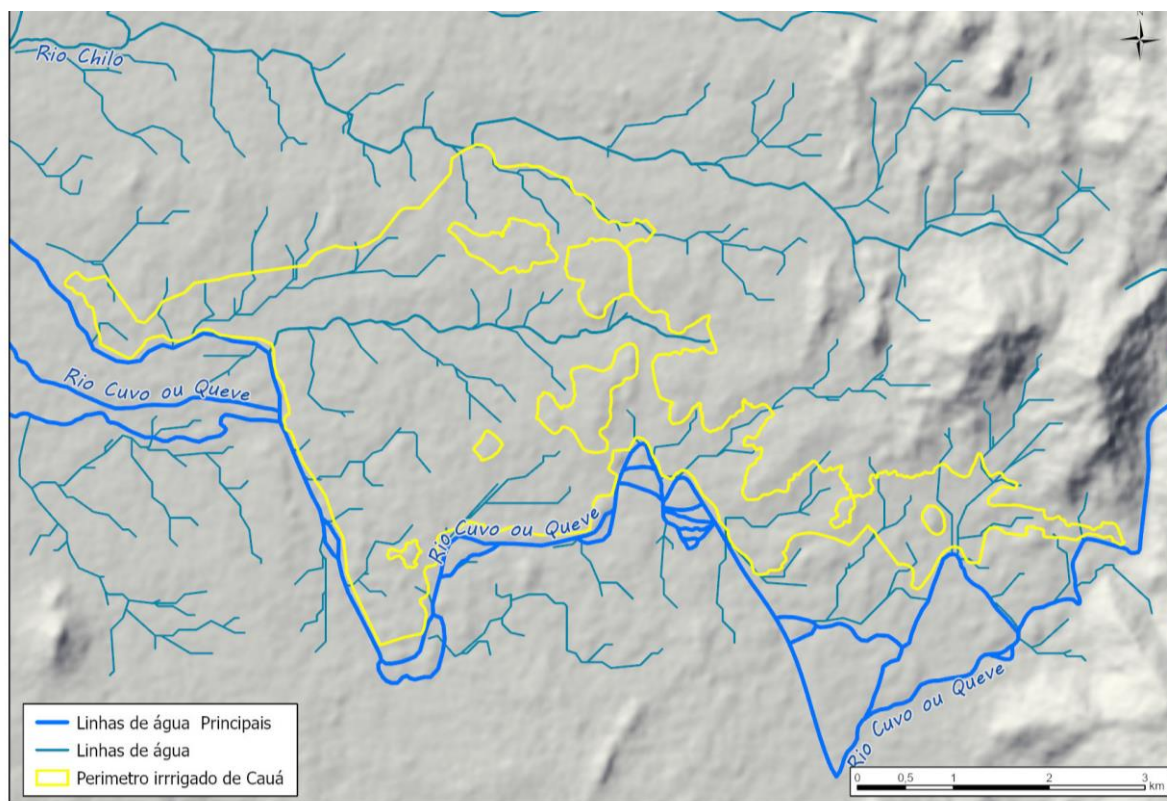 Rio Chilo
Rio Cuvo ou Queve
Rio Cuvo ou Queve
Rio Cuvo ou Queve
Linhas de água Principais
Linhas de água
Perimetro irrrigado de Cauá
0 0,5 1 2 3
km